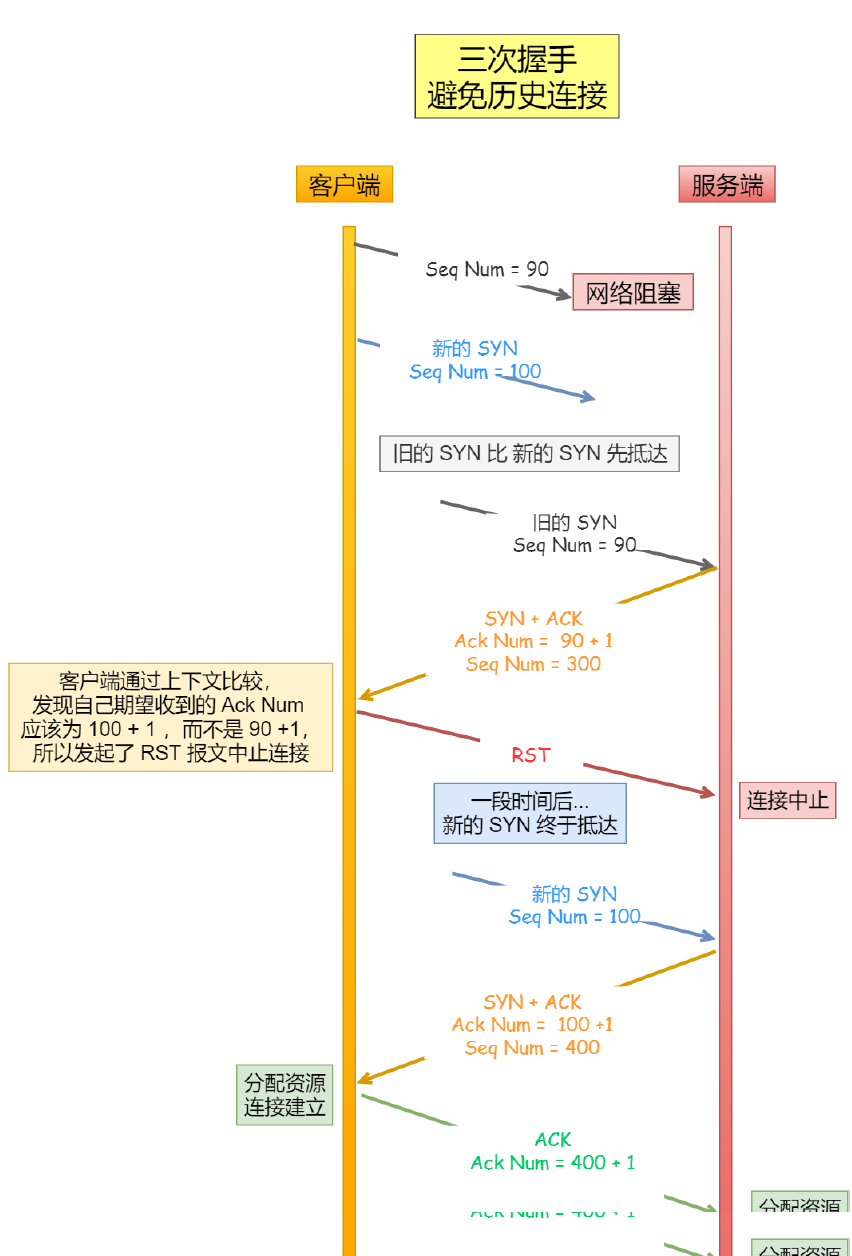 三次握手
避免历史连接
客户端
服务端
Seq Num = 90
网络阻塞
新的 SYN
Seq Num = 100
旧的 SYN 比 新的 SYN 先抵达
旧的 SYN
Seq Num = 90
SYN + ACK
Ack Num = 90 + 1
Seq Num = 300
客户端通过上下文比较，
发现自己期望收到的 Ack Num
应该为 100 + 1 ，而不是 90 +1，
所以发起了 RST 报文中止连接
RST
连接中止
一段时间后...
新的 SYN 终于抵达
新的 SYN
Seq Num = 100
SYN + ACK
Ack Num = 100 +1
Seq Num = 400
分配资源
连接建立
ACK
Ack Num = 400 + 1
分配资源
Ack Num = 400 + 1
分配资源